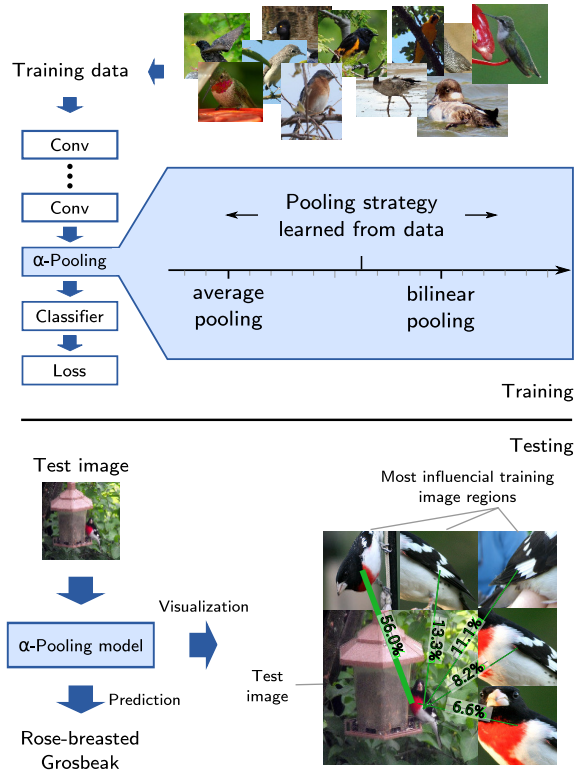 Training data
Conv
Conv
α-Pooling
Classifier
Loss
Pooling strategy
learned from data
average
pooling
bilinear
pooling
Training
Testing
Test image
α-Pooling model
Visualization
Prediction
Rose-breasted
Grosbeak
Most influencial training
image regions
Test
image
56.0%
13.3%
11.1%
8.2%
6.6%